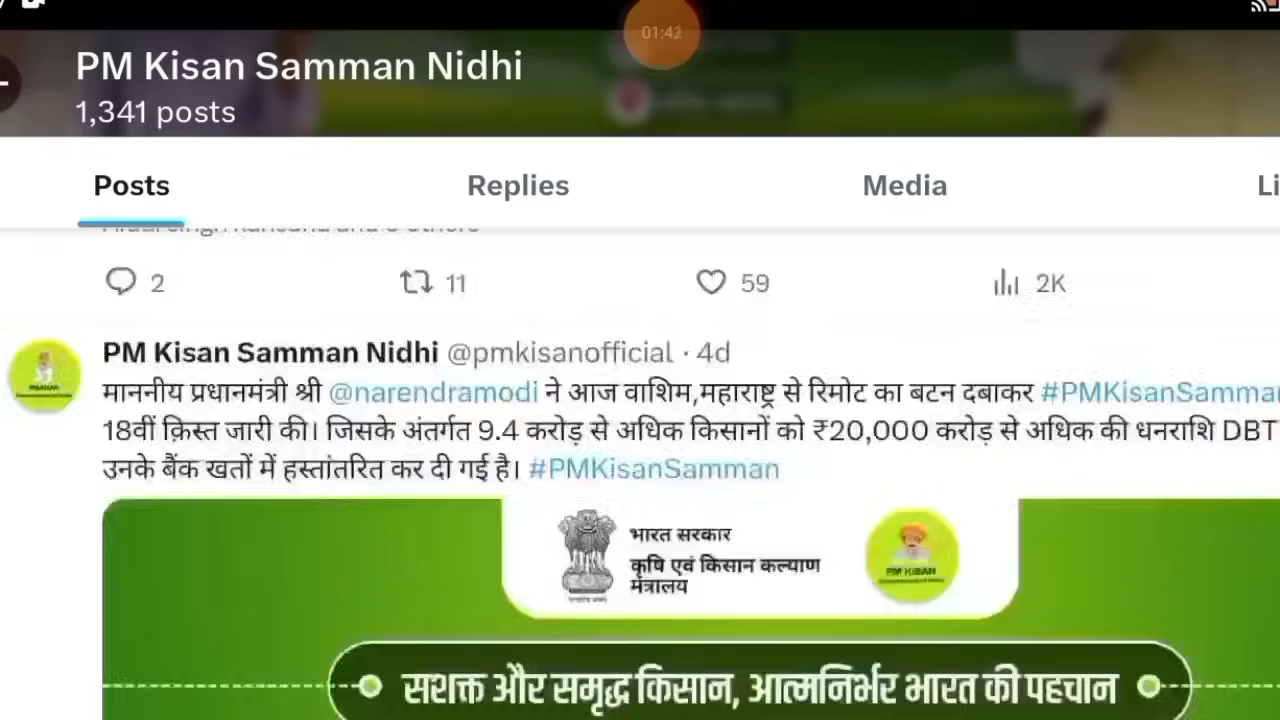 01:42
PM Kisan Samman Nidhi
1,341 posts
Posts Replies Media Li
2 11 59 2K
PM Kisan Samman Nidhi @pmkisanofficial · 4d
माननीय प्रधानमंत्री श्री @narendramodi ने आज वाशिम,महाराष्ट्र से रिमोट का बटन दबाकर #PMKisanSamman
18वीं क़िस्त जारी की। जिसके अंतर्गत 9.4 करोड़ से अधिक किसानों को ₹20,000 करोड़ से अधिक की धनराशि DBT
उनके बैंक खतों में हस्तांतरित कर दी गई है। #PMKisanSamman
भारत सरकार
कृषि एवं किसान कल्याण
मंत्रालय
PM KISAN
सशक्त और समृद्ध किसान, आत्मनिर्भर भारत की पहचान